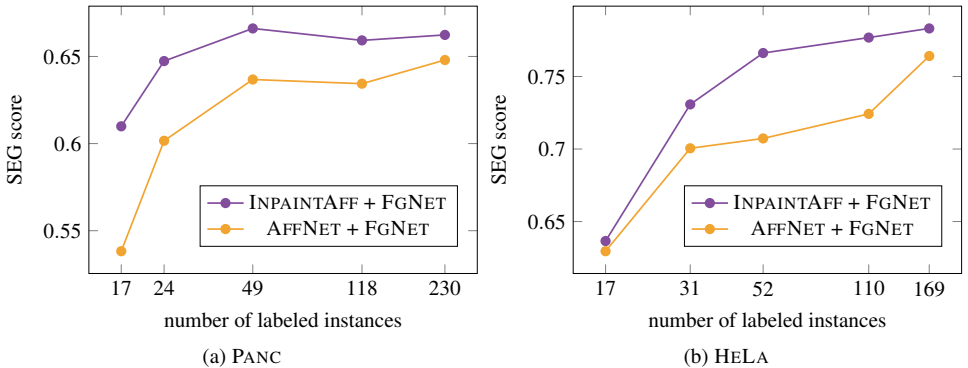 0.65
0.6
0.55
SEG score
INPAINTAFF + FGNET
AFFNET + FGNET
17 24 49 118 230
number of labeled instances
(a) PANC
0.75
0.7
0.65
SEG score
INPAINTAFF + FGNET
AFFNET + FGNET
17 31 52 110 169
number of labeled instances
(b) HELA